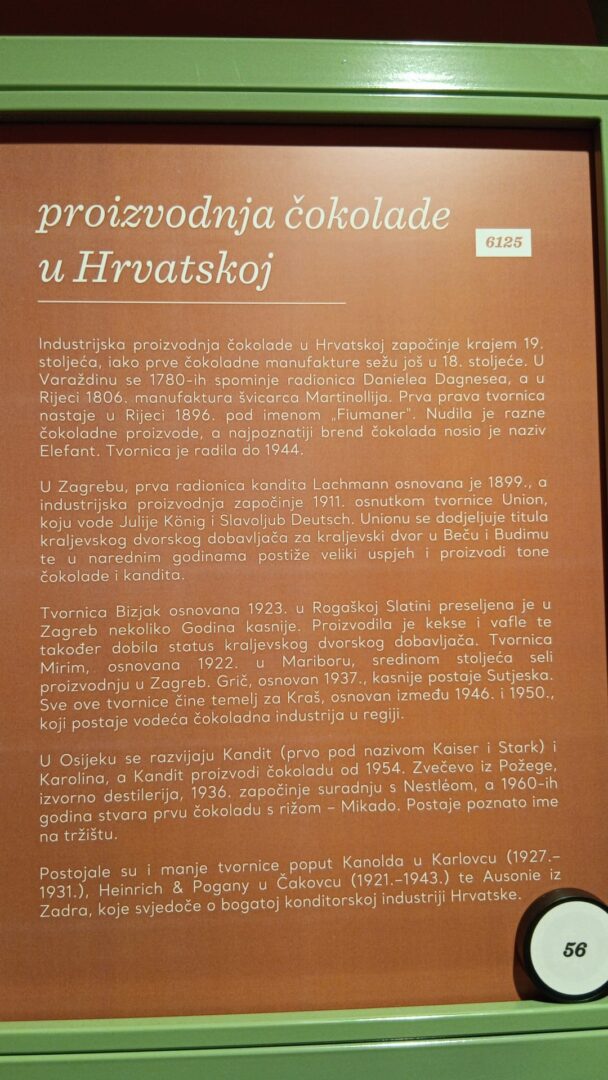 proizvodnja čokolade
u Hrvatskoj
6125
Industrijska proizvodnja čokolade u Hrvatskoj započinje krajem 19.
stoljeća, iako prve čokoladne manufakture sežu još u 18. stoljeće. U
Varaždinu se 1780-ih spominje radionica Danielea Dagnesea, a u
Rijeci 1806. manufaktura švicarca Martinollija. Prva prava tvornica
nastaje u Rijeci 1896. pod imenom „Fiumaner". Nudila je razne
čokoladne proizvode, a najpoznatiji brend čokolada nosio je naziv
Elefant. Tvornica je radila do 1944.
U Zagrebu, prva radionica kandita Lachmann osnovana je 1899., a
industrijska proizvodnja započinje 1911. osnutkom tvornice Union,
koju vode Julije König i Slavoljub Deutsch. Unionu se dodjeljuje titula
kraljevskog dvorskog dobavljača za kraljevski dvor u Beču i Budimu
te u narednim godinama postiže veliki uspjeh i proizvodi tone
čokolade i kandita.
Tvornica Bizjak osnovana 1923. u Rogaškoj Slatini preseljena je u
Zagreb nekoliko Godina kasnije. Proizvodila je kekse i vafle te
također dobila status kraljevskog dvorskog dobavljača. Tvornica
Mirim, osnovana 1922. u Mariboru, sredinom stoljeća seli
proizvodnju u Zagreb. Grič, osnovan 1937., kasnije postaje Sutjeska.
Sve ove tvornice čine temelj za Kraš, osnovan između 1946. i 1950.,
koji postaje vodeća čokoladna industrija u regiji.
U Osijeku se razvijaju Kandit (prvo pod nazivom Kaiser i Stark) i
Karolina, a Kandit proizvodi čokoladu od 1954. Zvečevo iz Požege,
izvorno destilerija, 1936. započinje suradnju s Nestléom, a 1960-ih
godina stvara prvu čokoladu s rižom – Mikado. Postaje poznato ime
na tržištu.
Postojale su i manje tvornice poput Kanolda u Karlovcu (1927.–
1931.), Heinrich & Pogany u Čakovcu (1921.–1943.) te Ausonie iz
Zadra, koje svjedoče o bogatoj konditorskoj industriji Hrvatske.
56